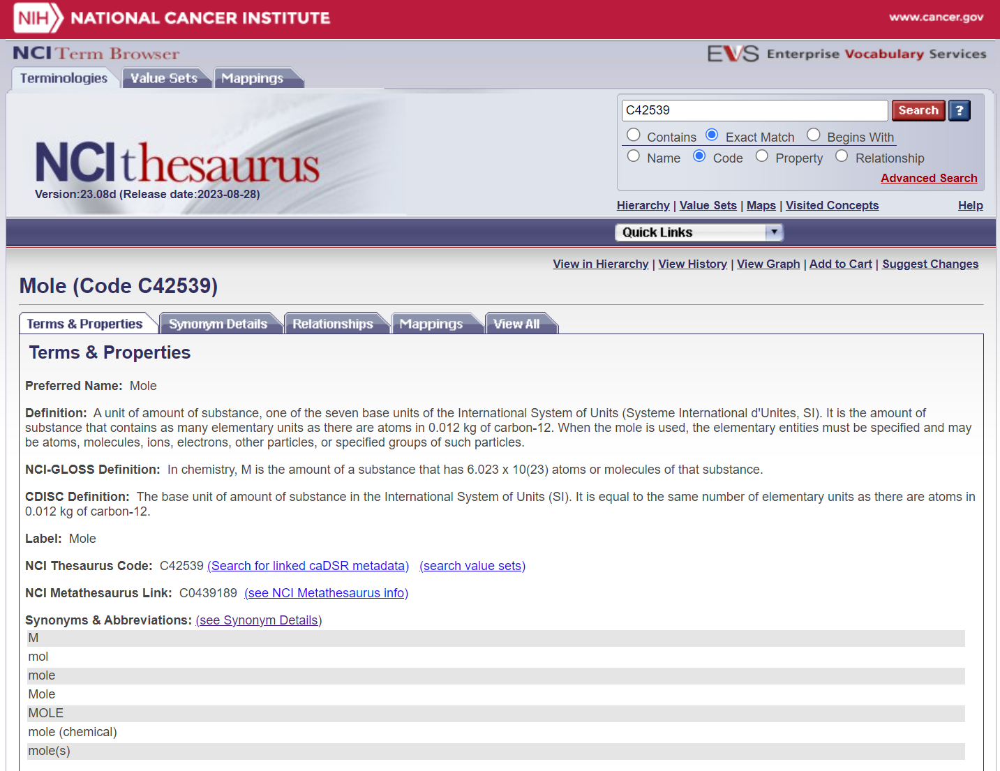 NIH NATIONAL CANCER INSTITUTE
www.cancer.gov
NCI Term Browser
EVS Enterprise Vocabulary Services
Terminologies Value Sets Mappings
C42539 Search ?
Contains Exact Match Begins With
Name Code Property Relationship
Advanced Search
NCI thesaurus
Version:23.08d (Release date:2023-08-28)
Hierarchy | Value Sets | Maps | Visited Concepts Help
Quick Links
View in Hierarchy | View History | View Graph | Add to Cart | Suggest Changes
Mole (Code C42539)
Terms & Properties Synonym Details Relationships Mappings View All
Terms & Properties
Preferred Name: Mole
Definition: A unit of amount of substance, one of the seven base units of the International System of Units (Systeme International d'Unites, SI). It is the amount of
substance that contains as many elementary units as there are atoms in 0.012 kg of carbon-12. When the mole is used, the elementary entities must be specified and may
be atoms, molecules, ions, electrons, other particles, or specified groups of such particles.
NCI-GLOSS Definition: In chemistry, M is the amount of a substance that has 6.023 x 10(23) atoms or molecules of that substance.
CDISC Definition: The base unit of amount of substance in the International System of Units (SI). It is equal to the same number of elementary units as there are atoms in
0.012 kg of carbon-12.
Label: Mole
NCI Thesaurus Code: C42539 (Search for linked caDSR metadata) (search value sets)
NCI Metathesaurus Link: C0439189 (see NCI Metathesaurus info)
Synonyms & Abbreviations: (see Synonym Details)
M
mol
mole
Mole
MOLE
mole (chemical)
mole(s)